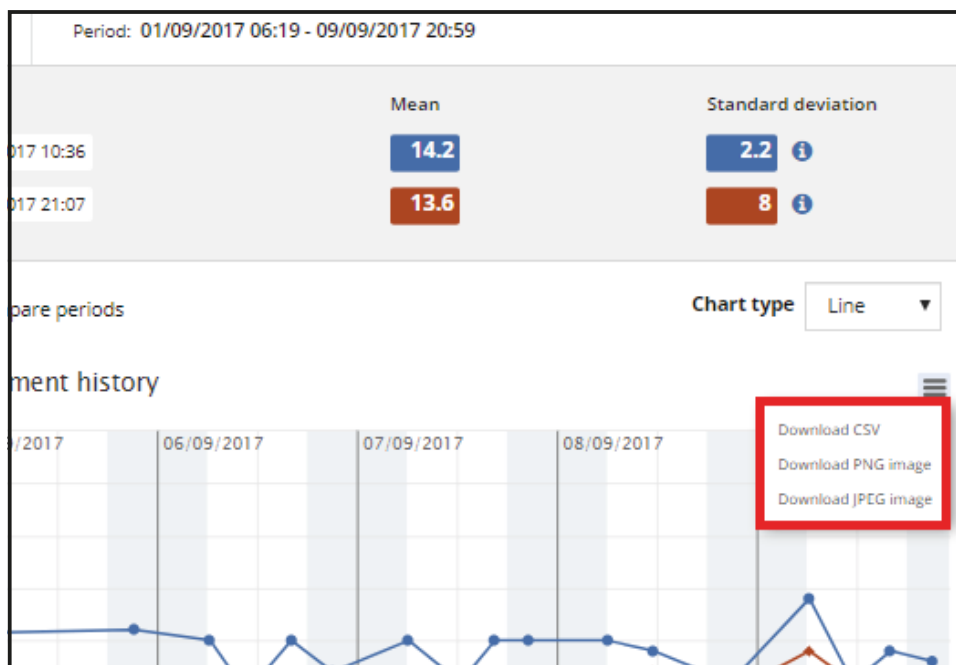 Period: 01/09/2017 06:19 - 09/09/2017 20:59
Mean Standard deviation
017 10:36 14.2 2.2 i
017 21:07 13.6 8 i
pare periods Chart type Line ▼
ment history
/2017 06/09/2017 07/09/2017 08/09/2017
Download CSV
Download PNG image
Download JPEG image